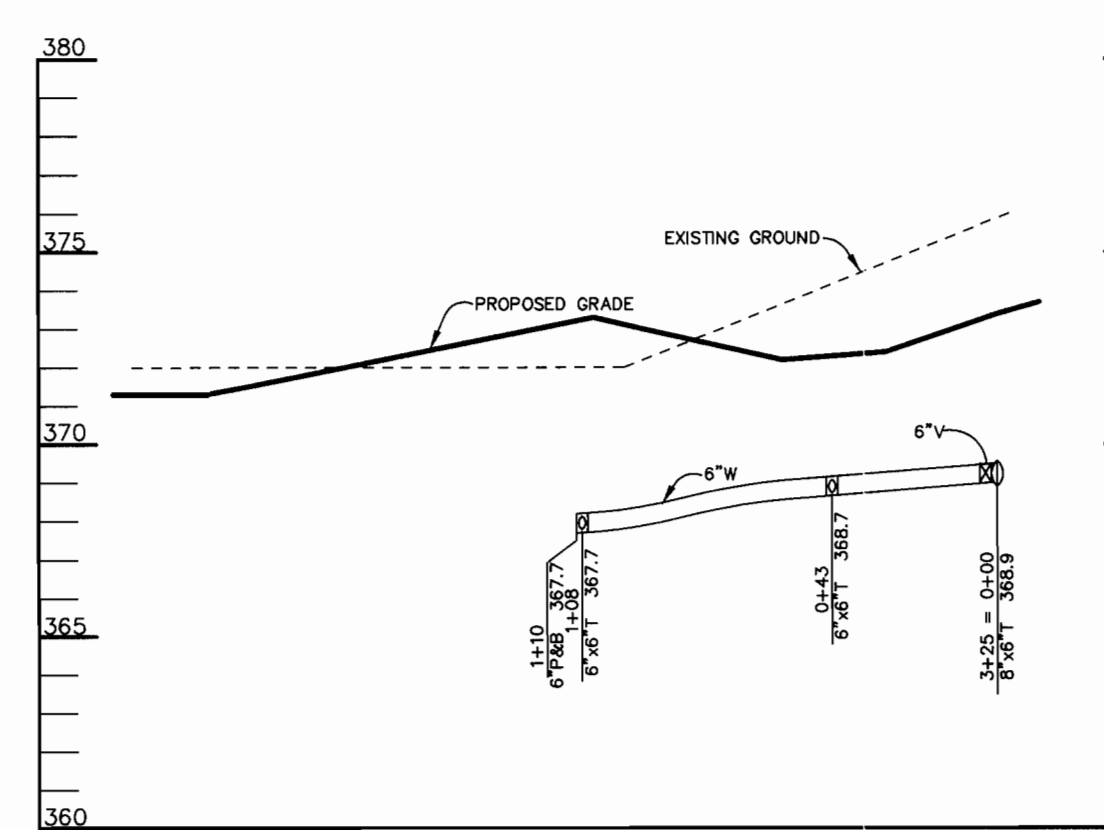 380
375
EXISTING GROUND
PROPOSED GRADE
370
6"V
6"W
365
1+10
6"P&B 367.7
1+08
6"x6"T 367.7
0+43
6"x6"T 368.7
3+25 = 0+00
8"x6"T 368.9
360